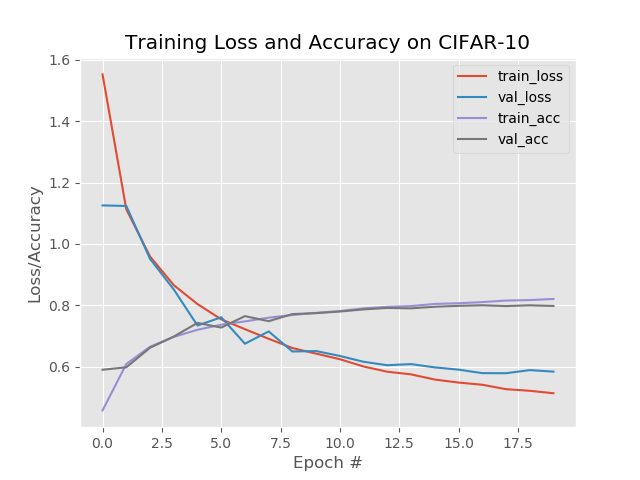 Training Loss and Accuracy on CIFAR-10
train_loss
val_loss
train_acc
val_acc
Loss/Accuracy
1.6
1.4
1.2
1.0
0.8
0.6
0.0 2.5 5.0 7.5 10.0 12.5 15.0 17.5
Epoch #